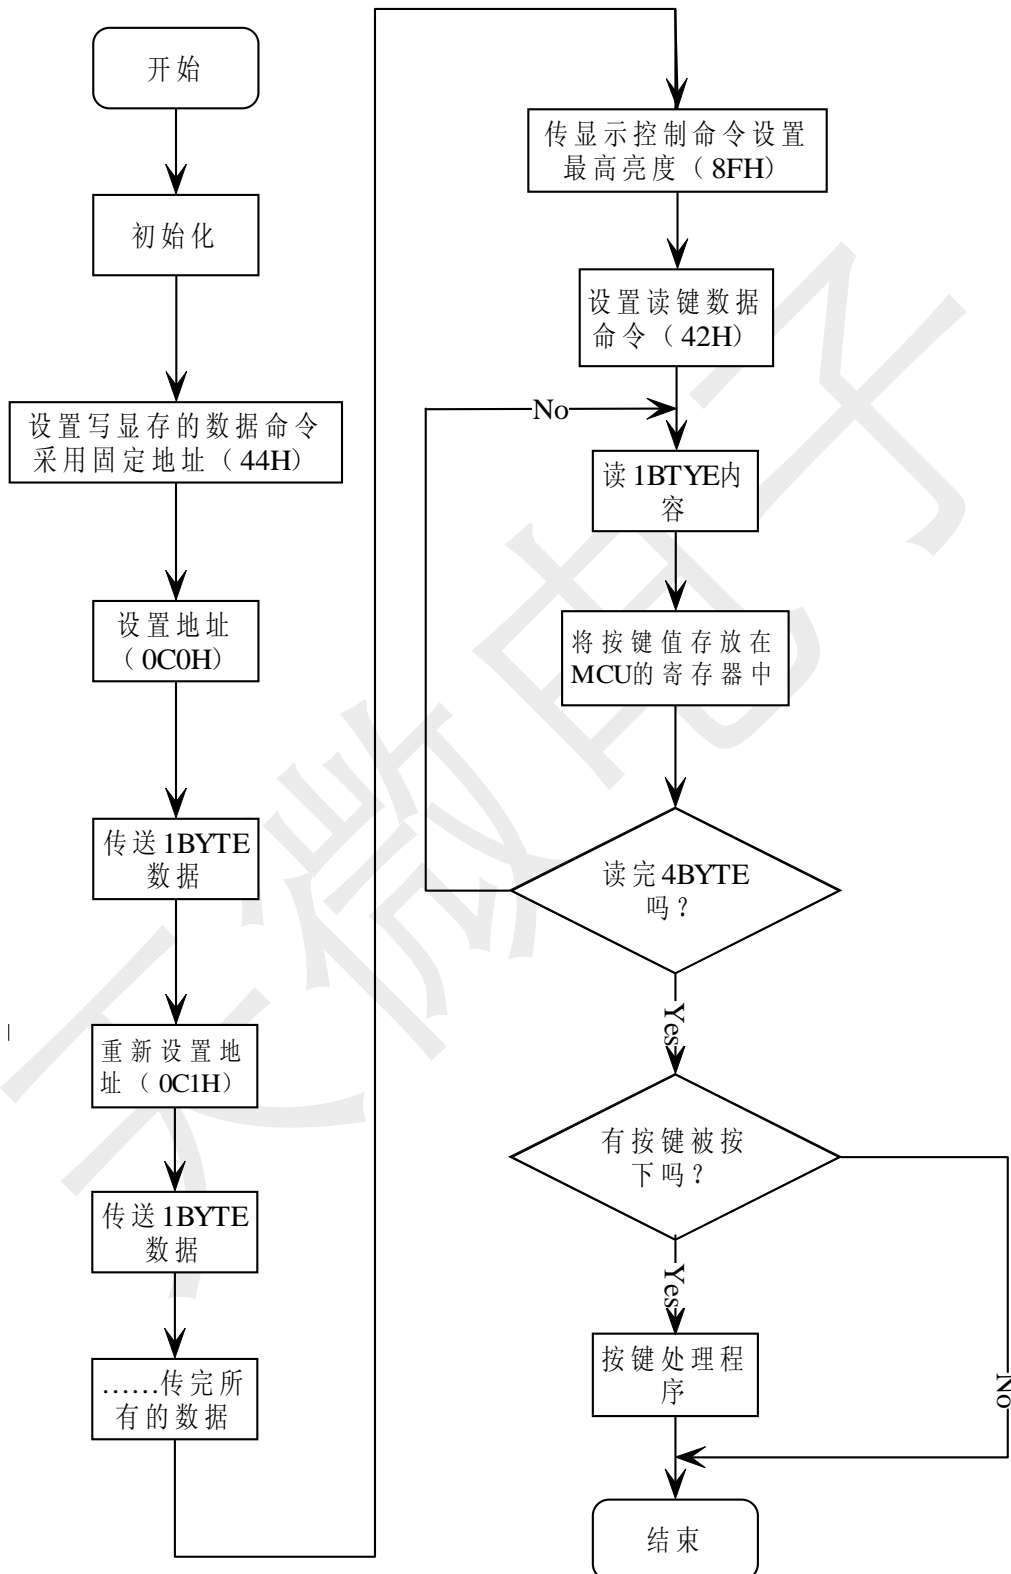 开始
初始化
设置写显存的数据命令
采用固定地址（44H）
设置地址
（0C0H）
传送1BYTE
数据
重新设置地
址（0C1H）
传送1BYTE
数据
……传完所
有的数据
传显示控制命令设置
最高亮度（8FH）
设置读键数据
命令（42H）
No
读1BTYE内
容
将按键值存放在
MCU的寄存器中
读完4BYTE
吗？
Yes
有按键被按
下吗？
Yes
No
按键处理程
序
结束
天微电子